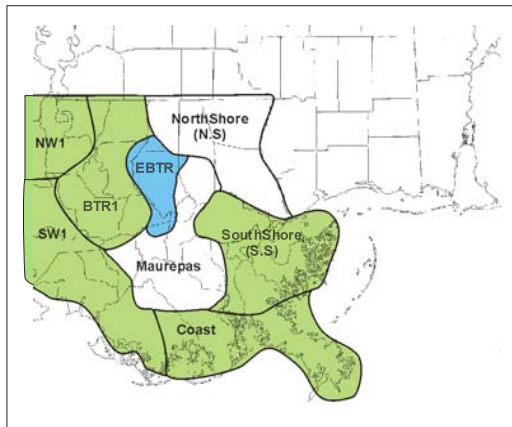 NorthShore
(N.S)
NW1
EBTR
BTR1
SW1
SouthShore
(S.S)
Maurepas
Coast